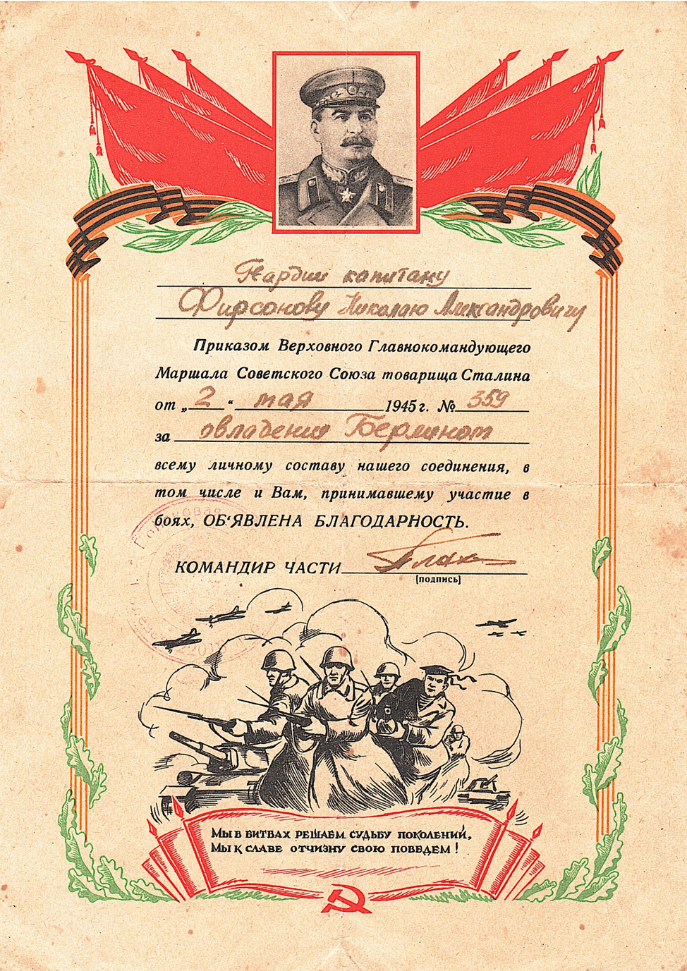 Гвардии капитану
Фирсонову Николаю Александровичу
Приказом Верховного Главнокомандующего
Маршала Советского Союза товарища Сталина
от „2“ мая 1945 г. № 359
за овладение Берлином
всему личному составу нашего соединения, в
том числе и Вам, принимавшему участие в
боях, ОБ'ЯВЛЕНА БЛАГОДАРНОСТЬ.
КОМАНДИР ЧАСТИ
[подпись]
МЫ В БИТВАХ РЕШАЕМ СУДЬБУ ПОКОЛЕНИЙ,
МЫ К СЛАВЕ ОТЧИЗНУ СВОЮ ПОВЕДЕМ!